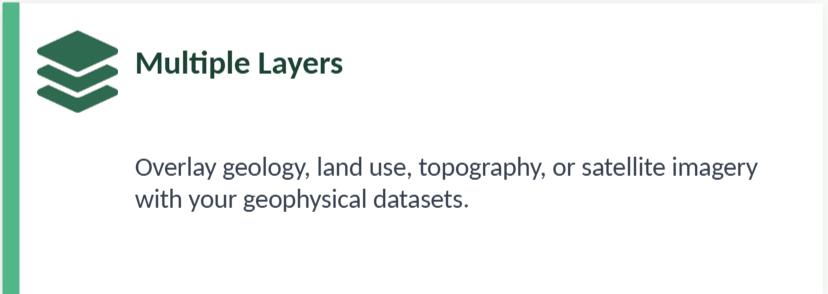 Multiple Layers
Overlay geology, land use, topography, or satellite imagery
with your geophysical datasets.